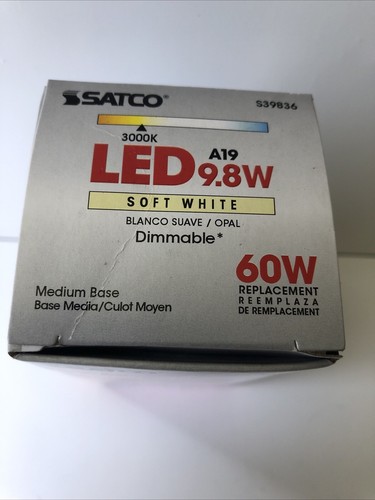 SATCO® S39836
3000K
LED A19 9.8W
SOFT WHITE
BLANCO SUAVE / OPAL
Dimmable*
60W
REPLACEMENT
REEMPLAZA
DE REMPLACEMENT
Medium Base
Base Media/Culot Moyen